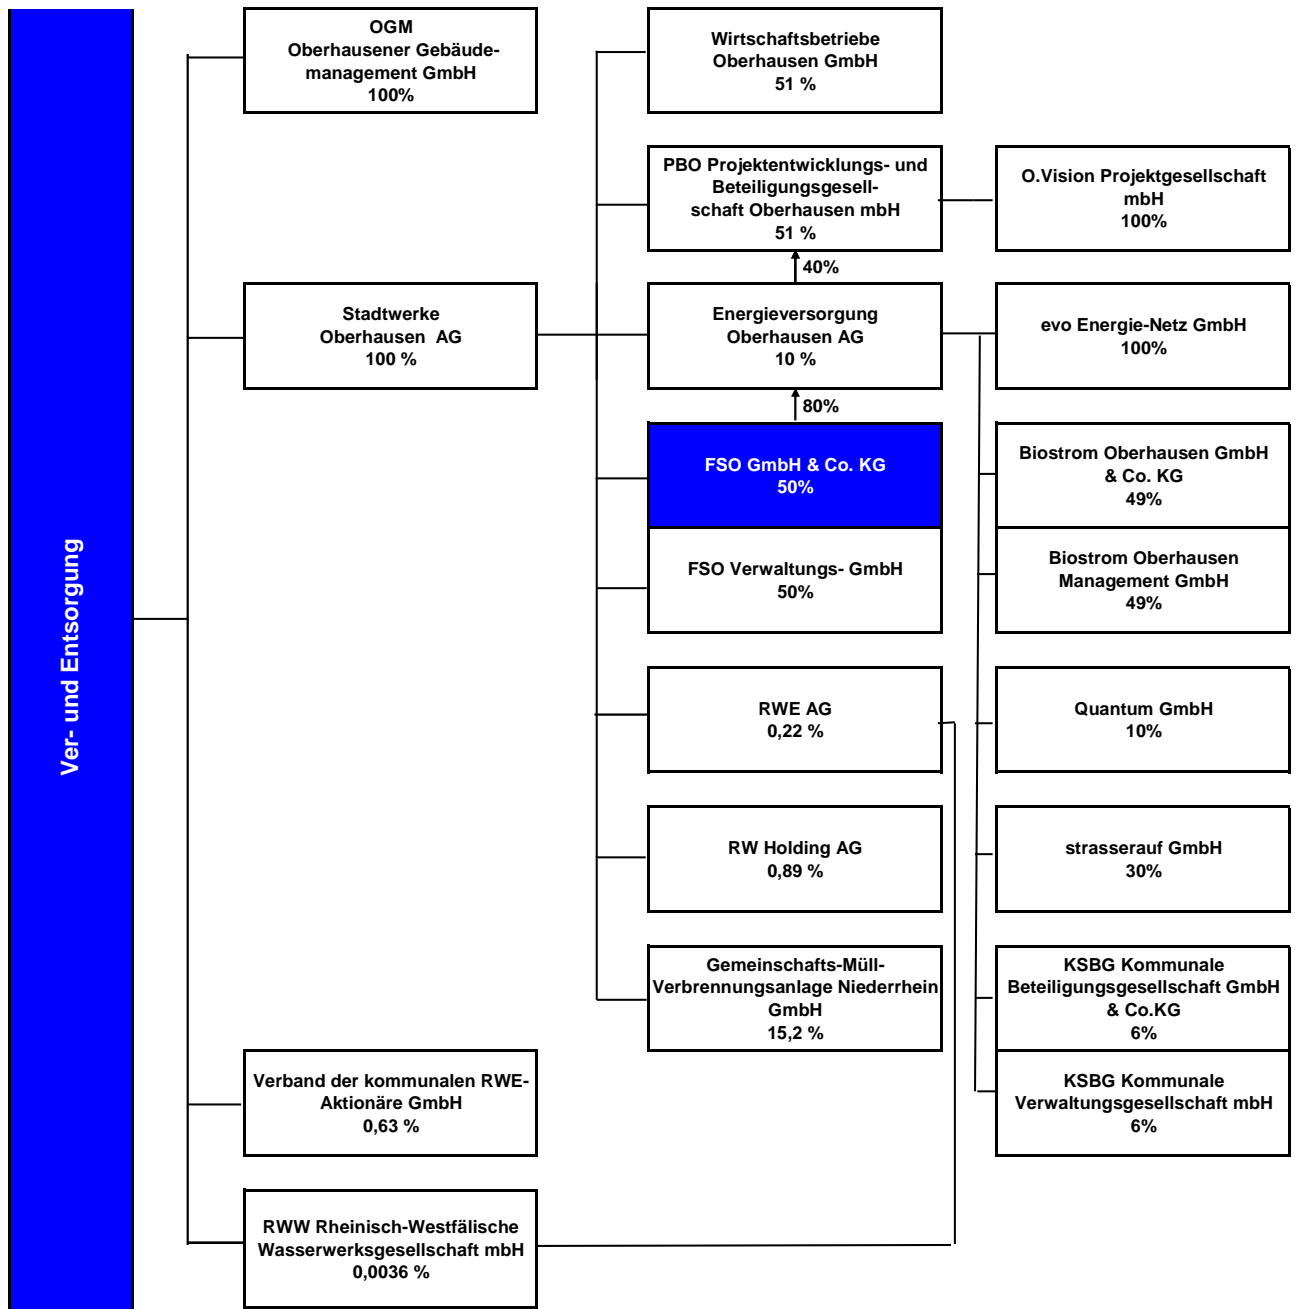 Ver- und Entsorgung
OGM
Oberhausener Gebäude-
management GmbH
100%
Stadtwerke
Oberhausen AG
100 %
Verband der kommunalen RWE-
Aktionäre GmbH
0,63 %
RWW Rheinisch-Westfälische
Wasserwerksgesellschaft mbH
0,0036 %
Wirtschaftsbetriebe
Oberhausen GmbH
51 %
PBO Projektentwicklungs- und
Beteiligungsgesell-
schaft Oberhausen mbH
51 %
40%
Energieversorgung
Oberhausen AG
10 %
80%
FSO GmbH & Co. KG
50%
FSO Verwaltungs- GmbH
50%
RWE AG
0,22 %
RW Holding AG
0,89 %
Gemeinschafts-Müll-
Verbrennungsanlage Niederrhein
GmbH
15,2 %
O.Vision Projektgesellschaft
mbH
100%
evo Energie-Netz GmbH
100%
Biostrom Oberhausen GmbH
& Co. KG
49%
Biostrom Oberhausen
Management GmbH
49%
Quantum GmbH
10%
strasserauf GmbH
30%
KSBG Kommunale
Beteiligungsgesellschaft GmbH
& Co.KG
6%
KSBG Kommunale
Verwaltungsgesellschaft mbH
6%